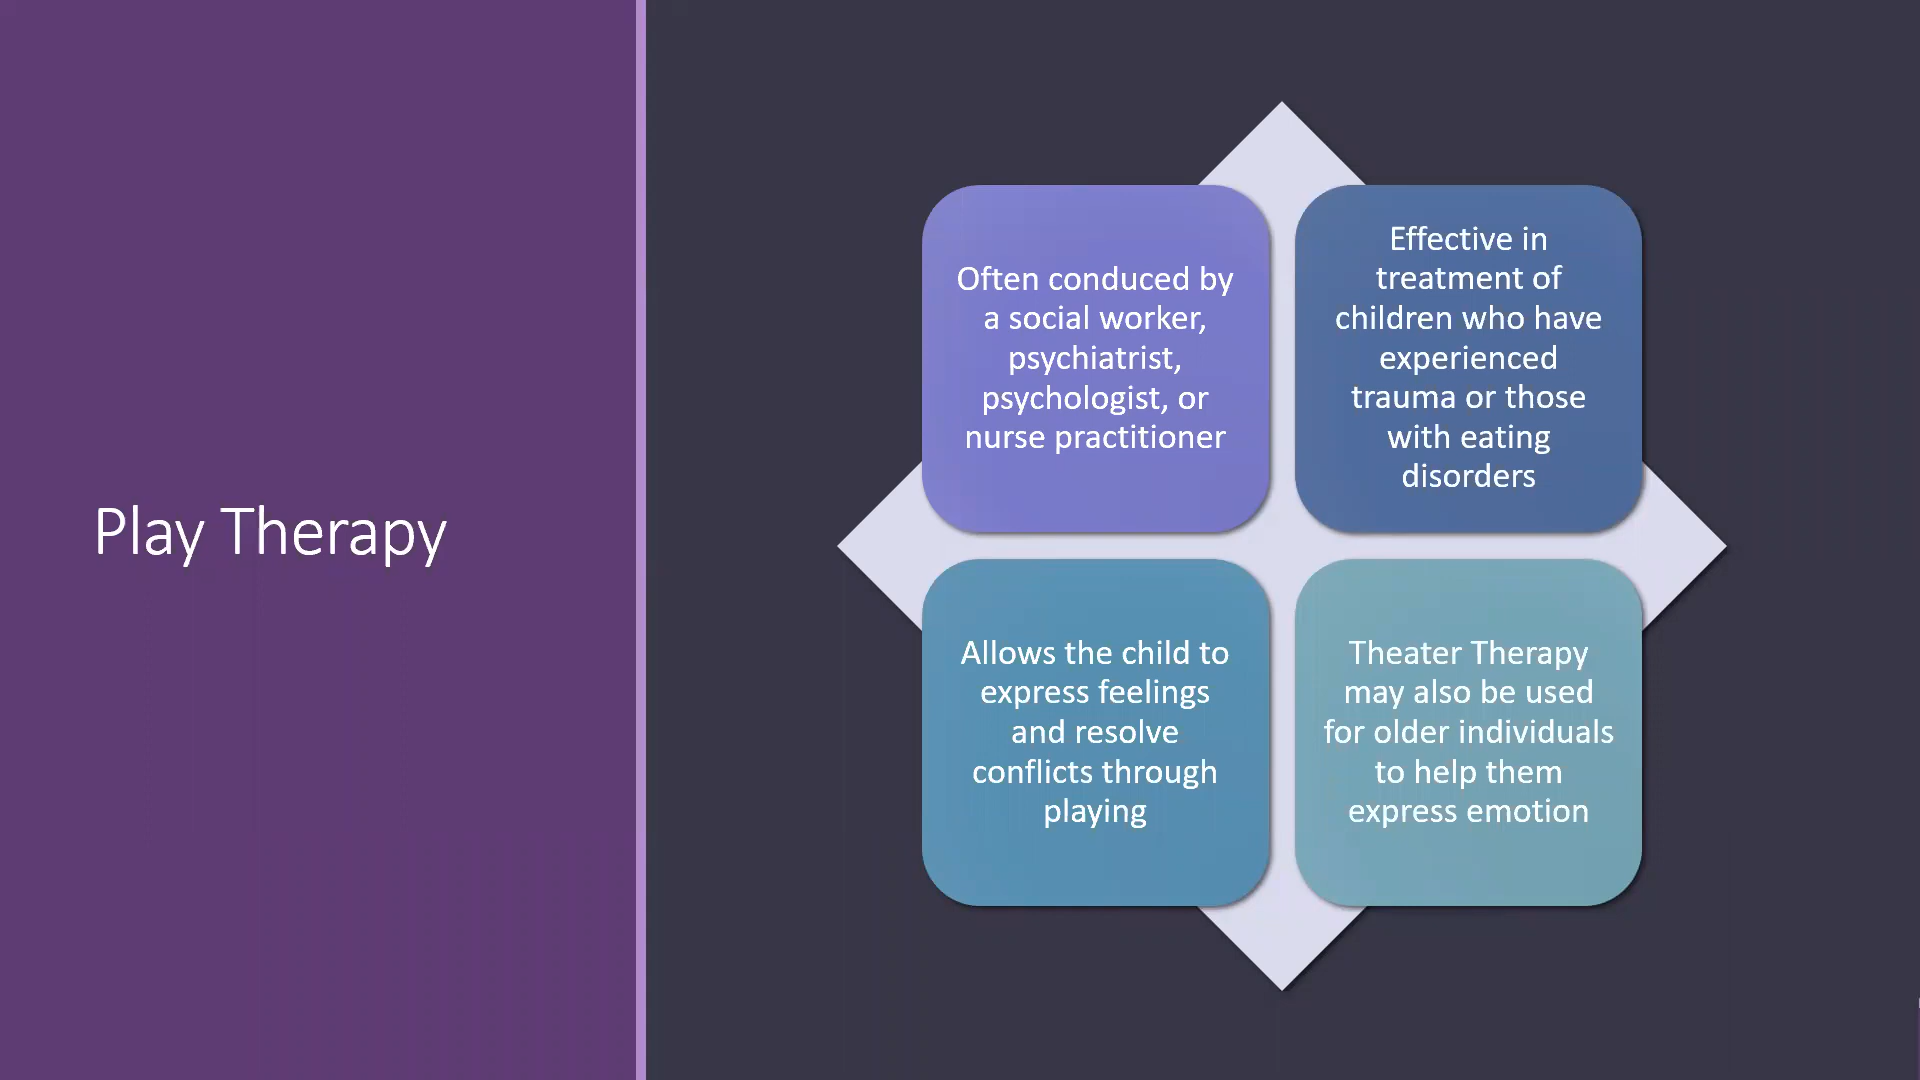 Play Therapy
Often conduced by
a social worker,
psychiatrist,
psychologist, or
nurse practitioner
Effective in
treatment of
children who have
experienced
trauma or those
with eating
disorders
Allows the child to
express feelings
and resolve
conflicts through
playing
Theater Therapy
may also be used
for older individuals
to help them
express emotion